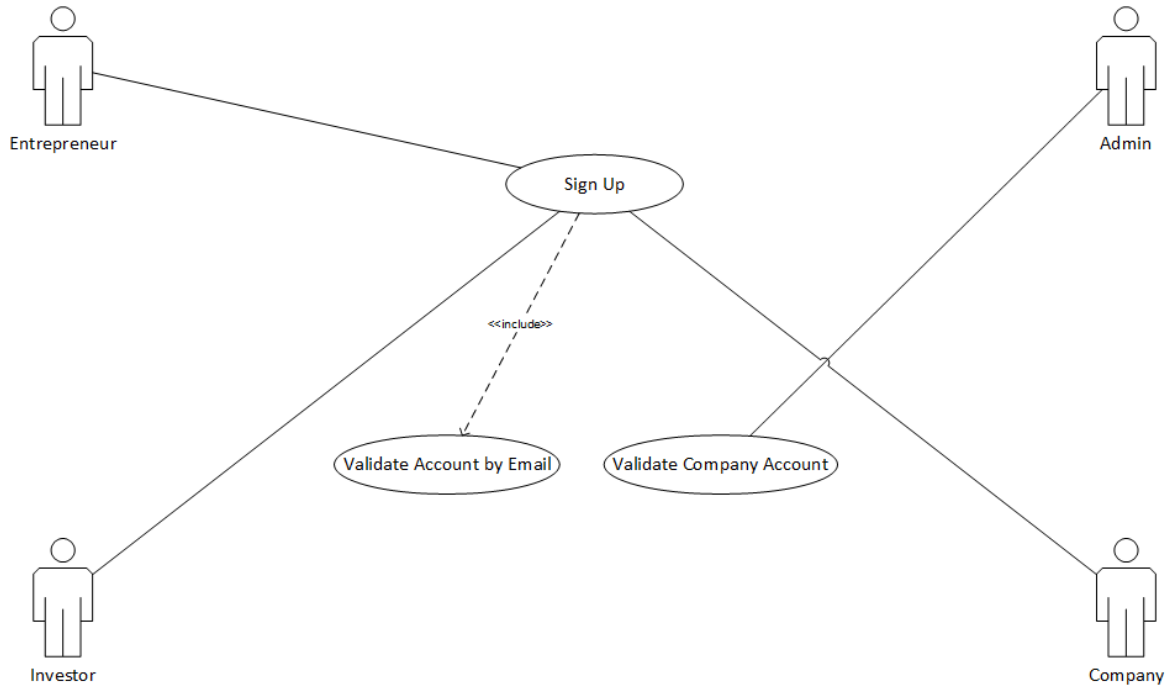 Entrepreneur
Admin
Sign Up
<<include>>
Validate Account by Email
Validate Company Account
Investor
Company